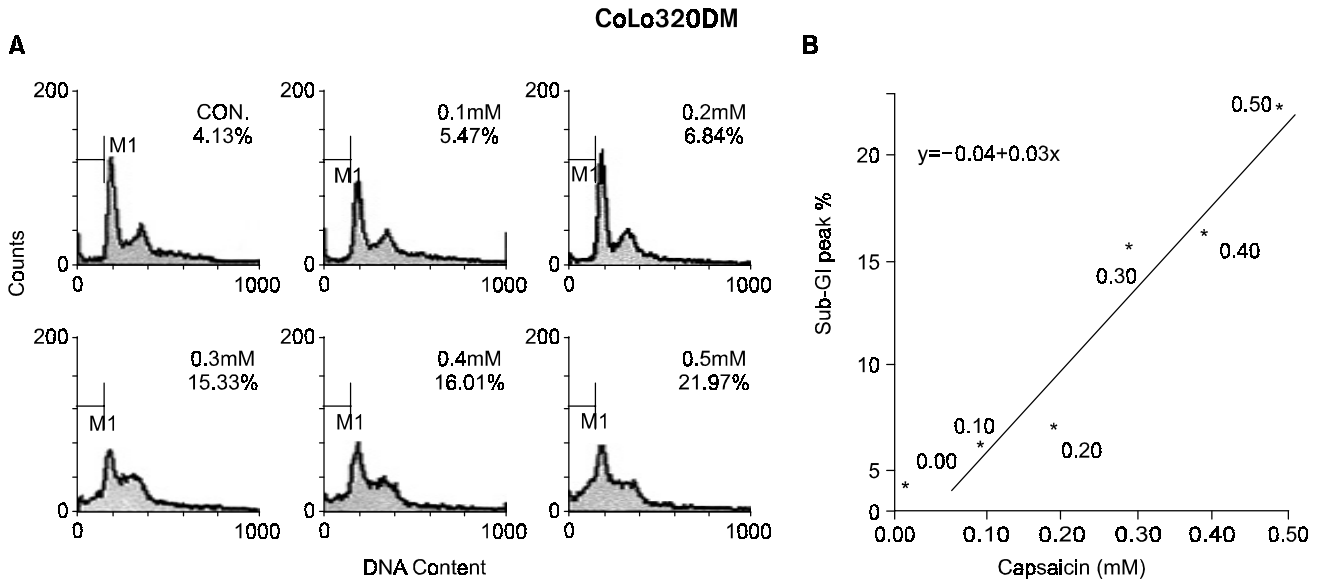 CoLo320DM
A
B
200
CON.
4.13%
M1
0
0
1000
200
0.1mM
5.47%
M1
0
0
1000
200
0.2mM
6.84%
M1
0
0
1000
Counts
200
0.3mM
15.33%
M1
0
0
1000
200
0.4mM
16.01%
M1
0
0
1000
200
0.5mM
21.97%
M1
0
0
1000
DNA Content
Sub-GI peak %
20
15
10
5
0
y=−0.04+0.03x
0.50
0.40
0.30
0.20
0.10
0.00
0.00
0.10
0.20
0.30
0.40
0.50
Capsaicin (mM)